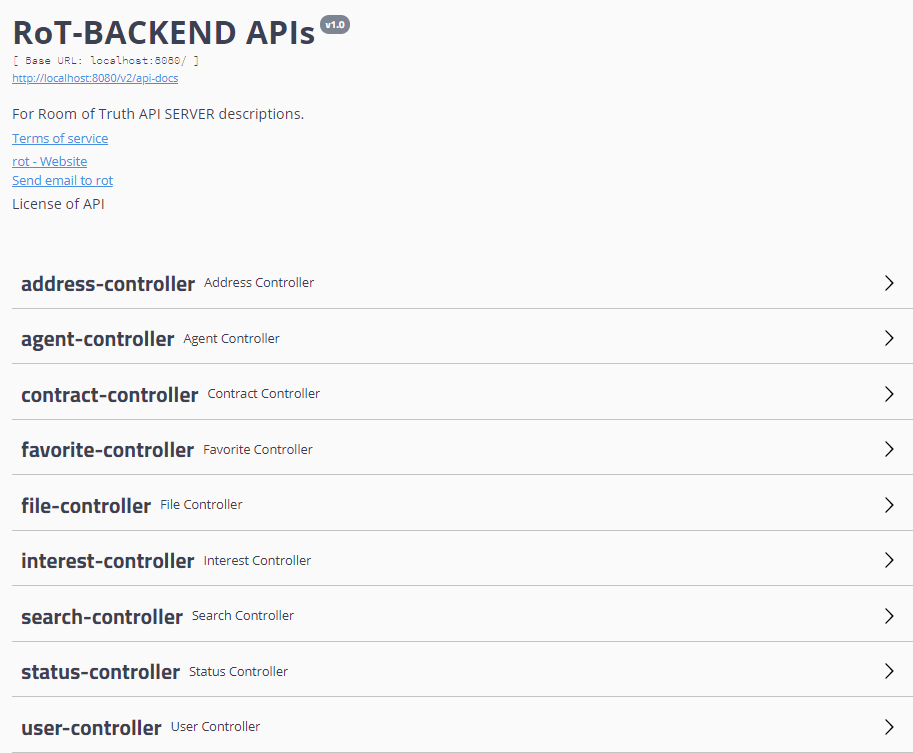 RoT-BACKEND APIs v1.0
[ Base URL: localhost:8080/ ]
http://localhost:8080/v2/api-docs
For Room of Truth API SERVER descriptions.
Terms of service
rot - Website
Send email to rot
License of API
address-controller Address Controller
agent-controller Agent Controller
contract-controller Contract Controller
favorite-controller Favorite Controller
file-controller File Controller
interest-controller Interest Controller
search-controller Search Controller
status-controller Status Controller
user-controller User Controller